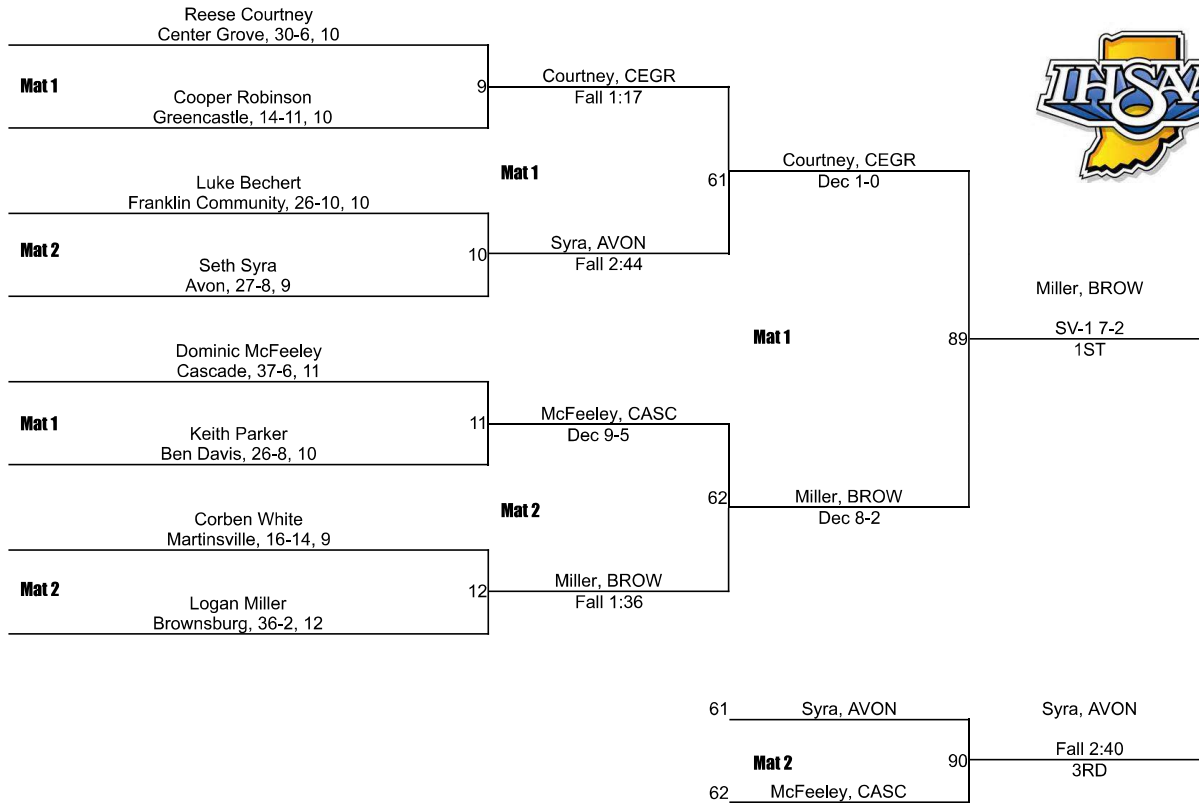 Reese Courtney
Center Grove, 30-6, 10
Mat 1
Cooper Robinson
Greencastle, 14-11, 10
9
Courtney, CEGR
Fall 1:17
Luke Bechert
Franklin Community, 26-10, 10
Mat 2
Seth Syra
Avon, 27-8, 9
10
Syra, AVON
Fall 2:44
Mat 1
61
Courtney, CEGR
Dec 1-0
Dominic McFeeley
Cascade, 37-6, 11
Mat 1
Keith Parker
Ben Davis, 26-8, 10
11
McFeeley, CASC
Dec 9-5
Corben White
Martinsville, 16-14, 9
Mat 2
Logan Miller
Brownsburg, 36-2, 12
12
Miller, BROW
Fall 1:36
Mat 2
62
Miller, BROW
Dec 8-2
Mat 1
89
Miller, BROW
SV-1 7-2
1ST
IHSAA
61
Syra, AVON
Mat 2
62
McFeeley, CASC
90
Syra, AVON
Fall 2:40
3RD